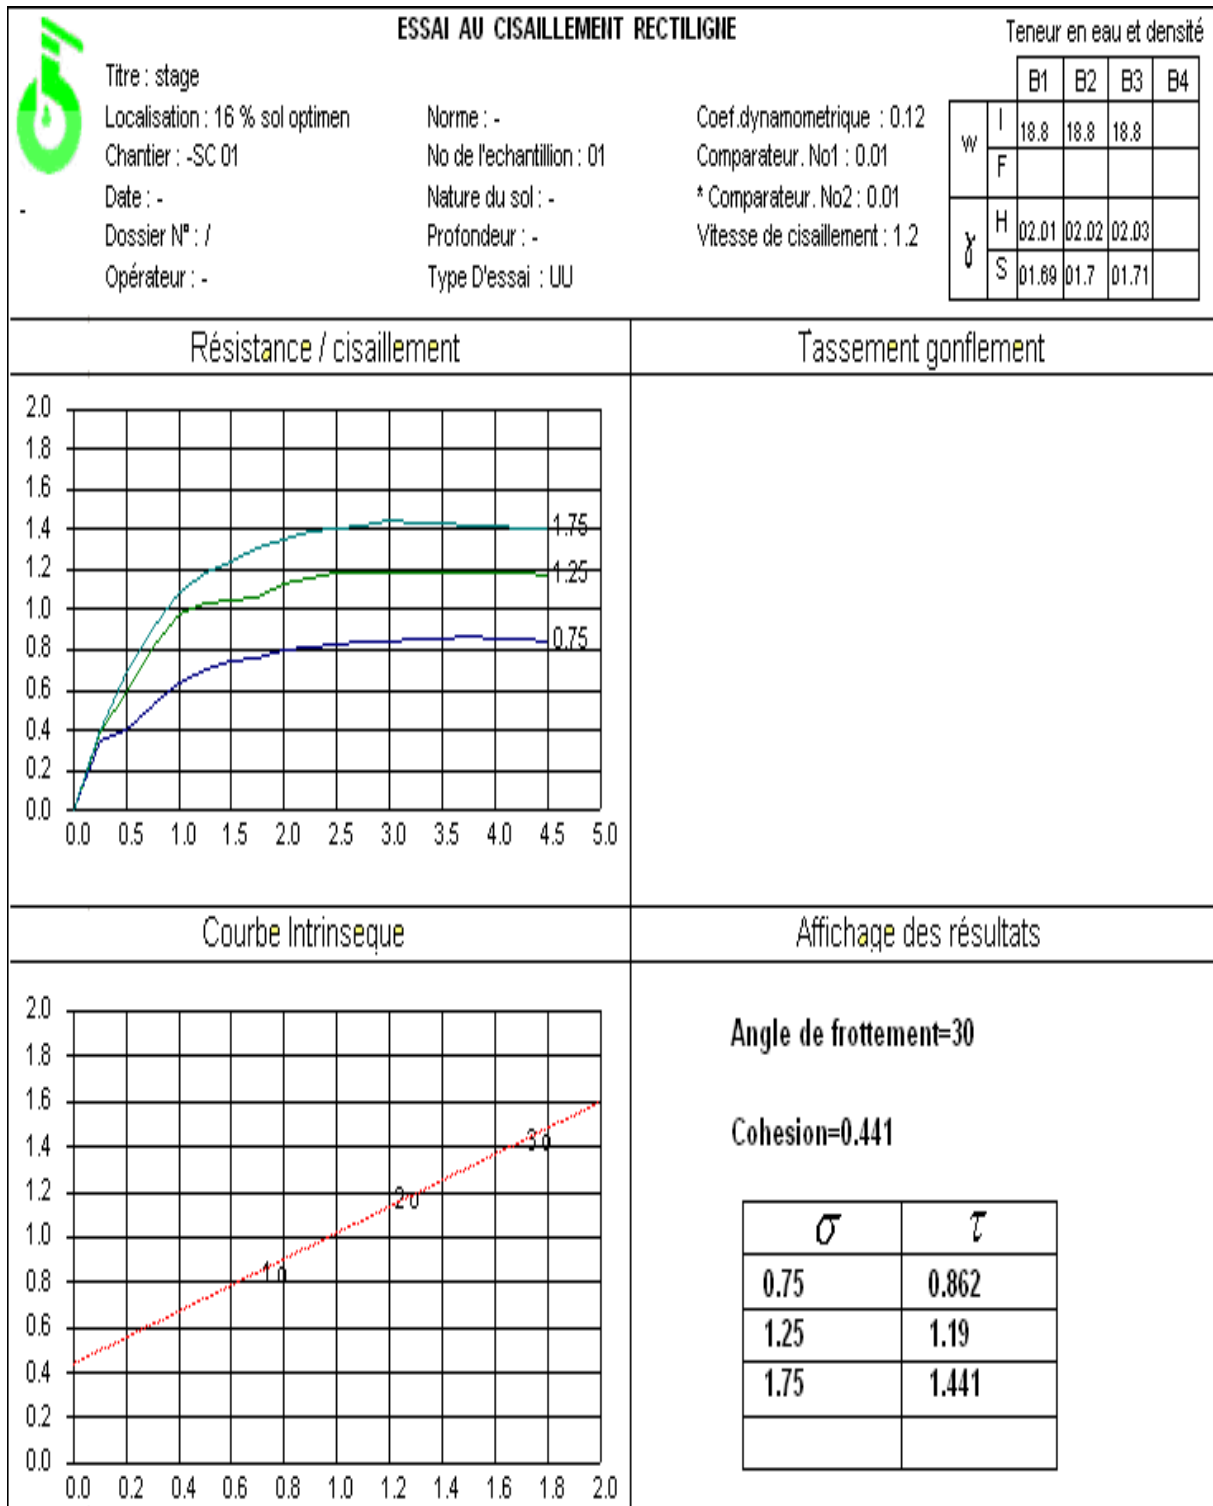 ESSAI AU CISAILLEMENT RECTILIGNE
Teneur en eau et densité
Titre : stage
Localisation : 16 % sol optimen
Chantier : -SC 01
Date : -
Dossier N° : /
Opérateur : -
Norme : -
No de l'echantillion : 01
Nature du sol : -
Profondeur : -
Type D'essai : UU
Coef.dynamometrique : 0.12
Comparateur. No1 : 0.01
* Comparateur. No2 : 0.01
Vitesse de cisaillement : 1.2
B1 B2 B3 B4
W I 18.8 18.8 18.8
F
ɣ H 02.01 02.02 02.03
S 01.69 01.7 01.71
-
Résistance / cisaillement
2.0
1.8
1.6
1.4
1.2
1.0
0.8
0.6
0.4
0.2
0.0
1.75
1.25
0.75
0.0 0.5 1.0 1.5 2.0 2.5 3.0 3.5 4.0 4.5 5.0
Tassement gonflement
Courbe Intrinseque
2.0
1.8
1.6
1.4
1.2
1.0
0.8
0.6
0.4
0.2
0.0
3 o
2 o
1 o
0.0 0.2 0.4 0.6 0.8 1.0 1.2 1.4 1.6 1.8 2.0
Affichage des résultats
Angle de frottement=30
Cohesion=0.441
σ τ
0.75 0.862
1.25 1.19
1.75 1.441